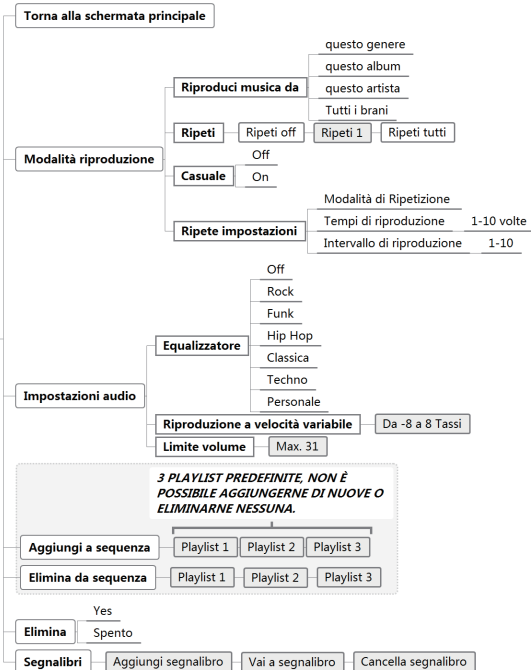 Torna alla schermata principale
Modalità riproduzione
Riproduci musica da
questo genere
questo album
questo artista
Tutti i brani
Ripeti
Ripeti off
Ripeti 1
Ripeti tutti
Casuale
Off
On
Ripete impostazioni
Modalità di Ripetizione
Tempi di riproduzione
1-10 volte
Intervallo di riproduzione
1-10
Impostazioni audio
Equalizzatore
Off
Rock
Funk
Hip Hop
Classica
Techno
Personale
Riproduzione a velocità variabile
Da -8 a 8 Tassi
Limite volume
Max. 31
3 PLAYLIST PREDEFINITE, NON È
POSSIBILE AGGIUNGERNE DI NUOVE O
ELIMINARNE NESSUNA.
Aggiungi a sequenza
Playlist 1
Playlist 2
Playlist 3
Elimina da sequenza
Playlist 1
Playlist 2
Playlist 3
Elimina
Yes
Spento
Segnalibri
Aggiungi segnalibro
Vai a segnalibro
Cancella segnalibro